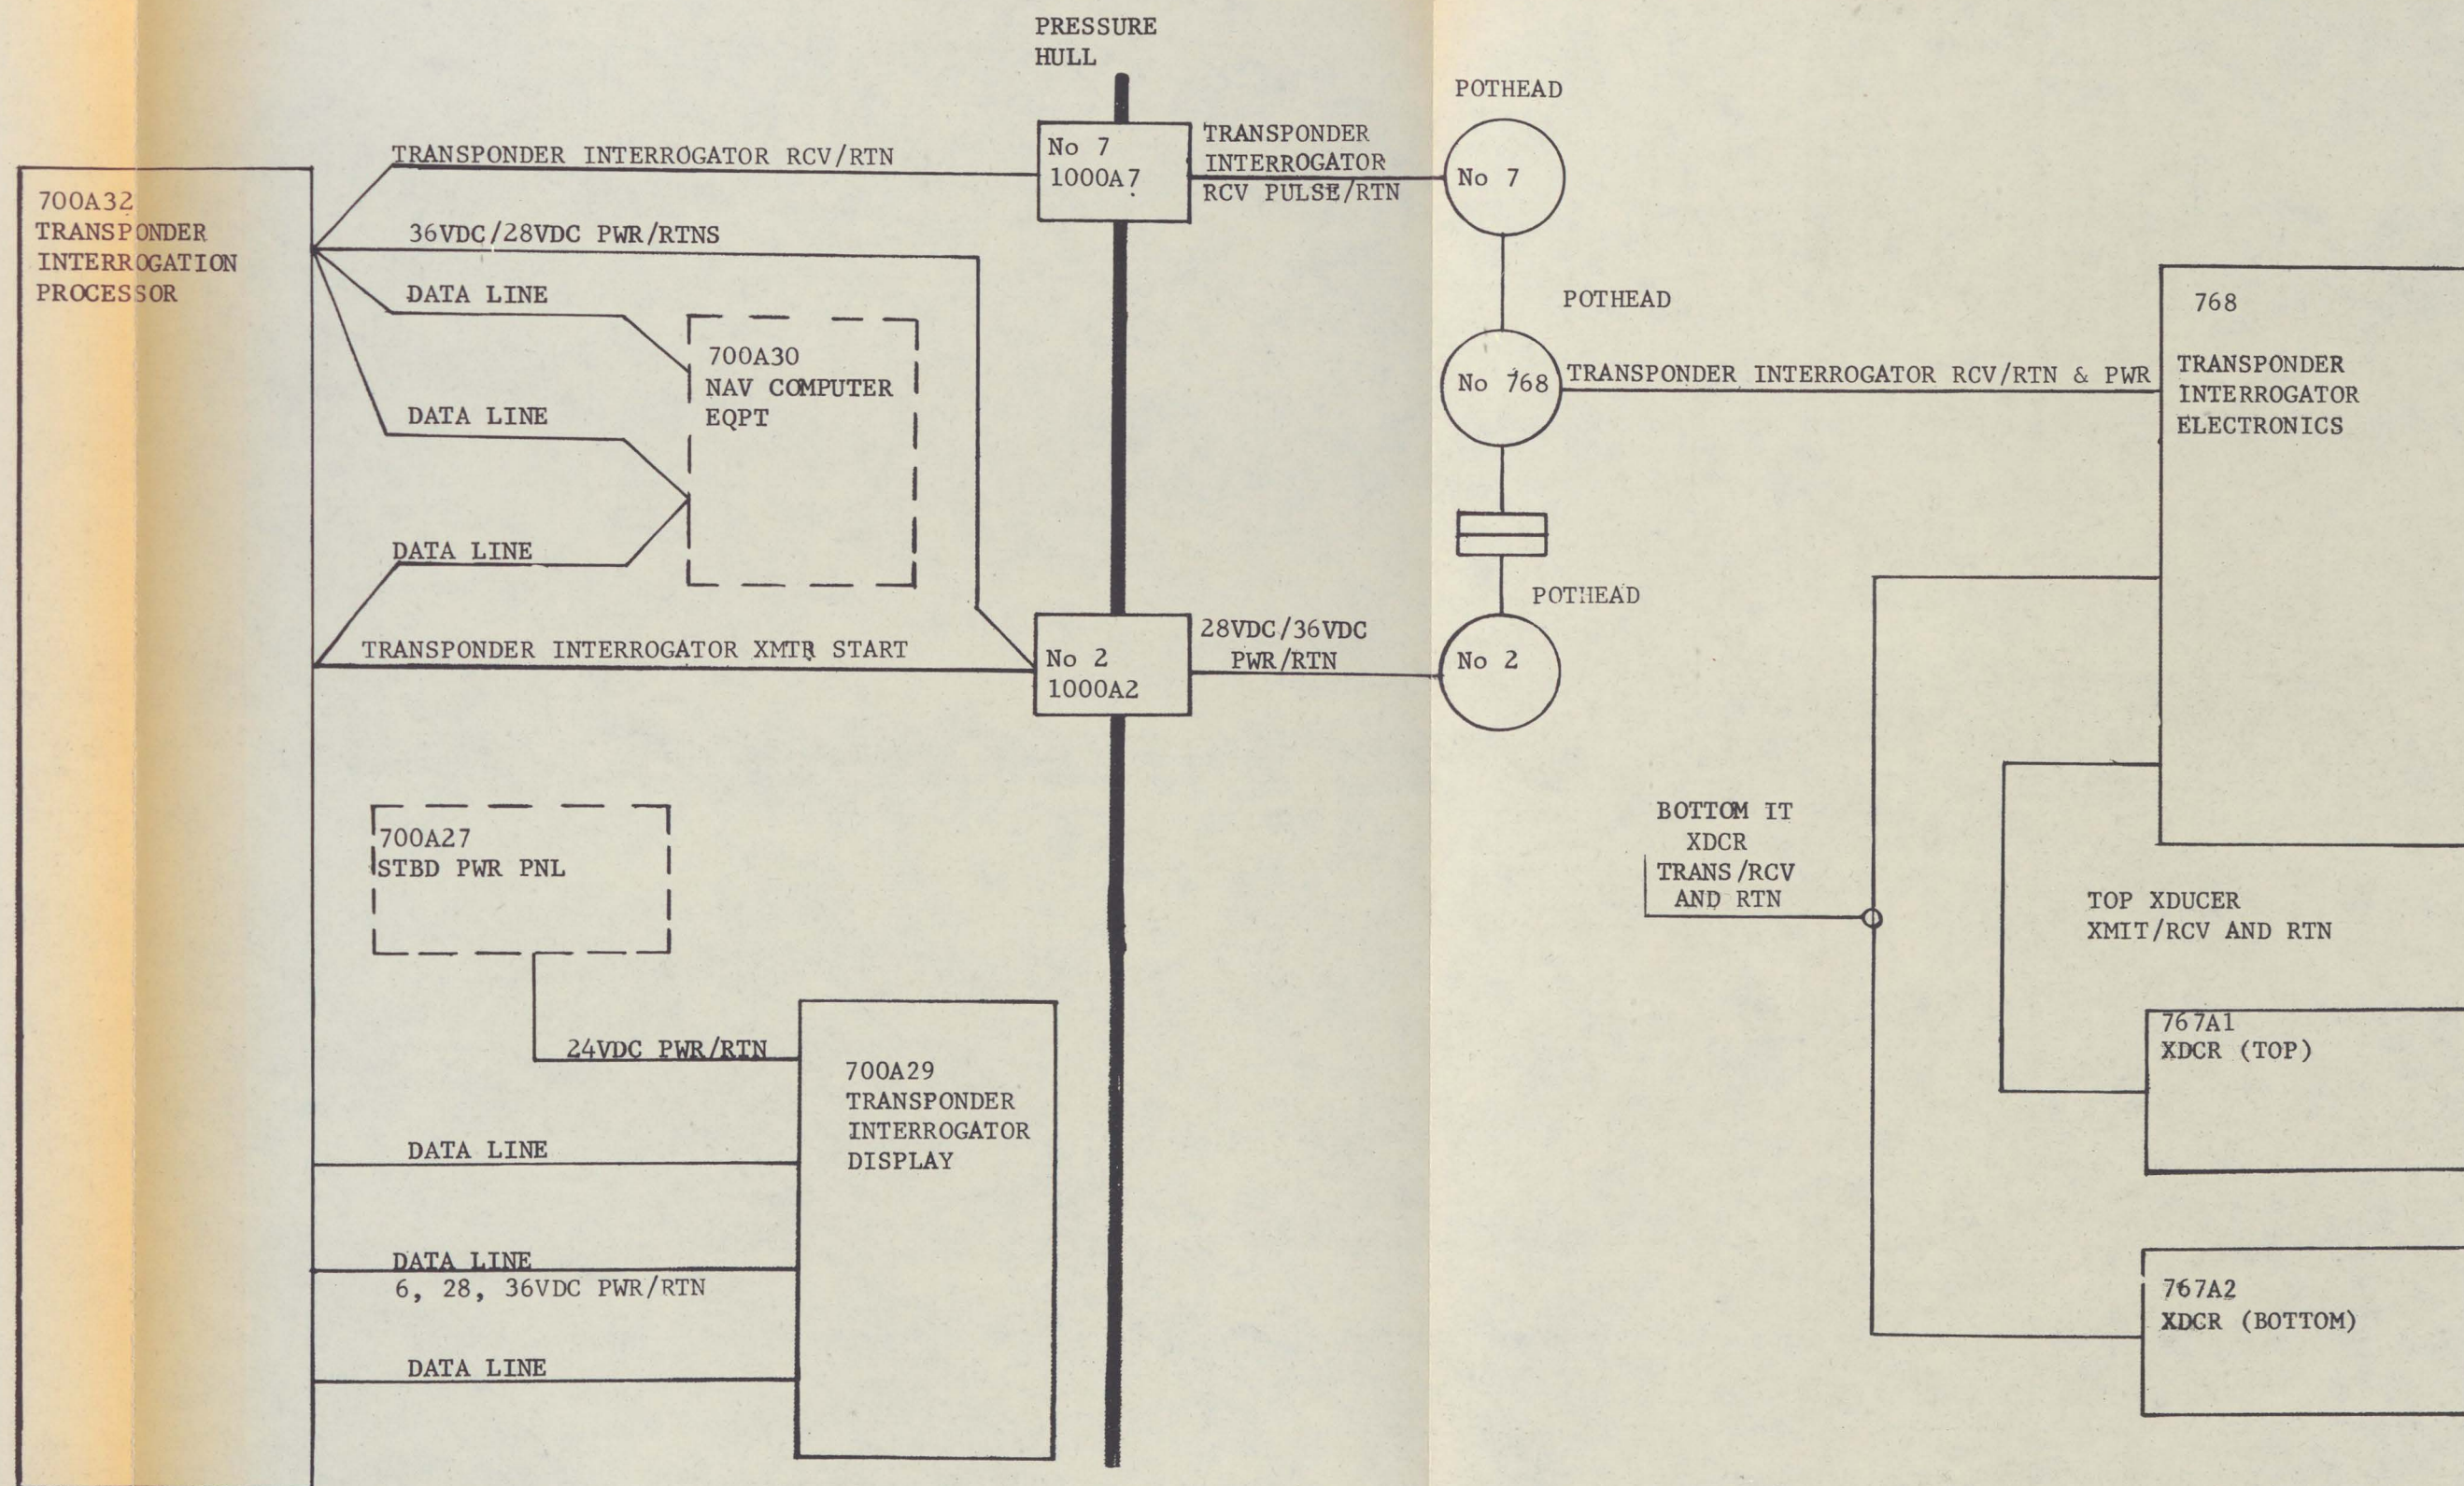 PRESSURE
HULL
POTHEAD
TRANSPONDER INTERROGATOR RCV/RTN
No 7
1000A7
TRANSPONDER
INTERROGATOR
RCV PULSE/RTN
No 7
700A32
TRANSPONDER
INTERROGATION
PROCESSOR
36VDC/28VDC PWR/RTNS
DATA LINE
700A30
NAV COMPUTER
EQPT
DATA LINE
DATA LINE
POTHEAD
No 768
TRANSPONDER INTERROGATOR RCV/RTN & PWR
768
TRANSPONDER
INTERROGATOR
ELECTRONICS
POTHEAD
TRANSPONDER INTERROGATOR XMTR START
No 2
1000A2
28VDC/36VDC
PWR/RTN
No 2
700A27
STBD PWR PNL
BOTTOM IT
XDCR
TRANS/RCV
AND RTN
TOP XDUCER
XMIT/RCV AND RTN
24VDC PWR/RTN
700A29
TRANSPONDER
INTERROGATOR
DISPLAY
767A1
XDCR (TOP)
DATA LINE
DATA LINE
6, 28, 36VDC PWR/RTN
DATA LINE
767A2
XDCR (BOTTOM)